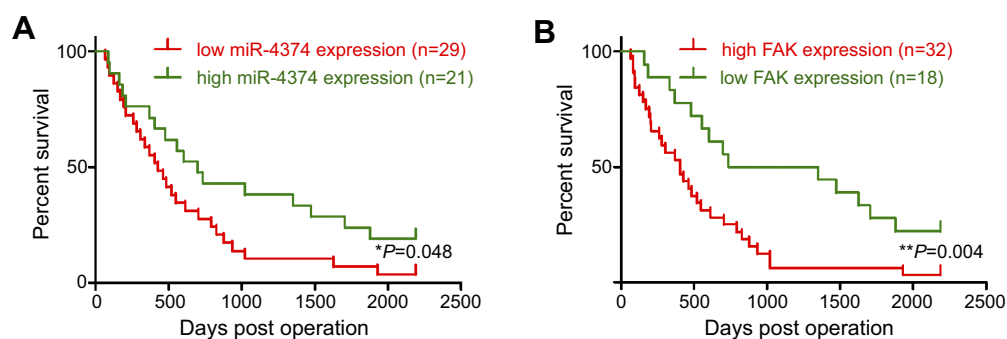 A
low miR-4374 expression (n=29)
high miR-4374 expression (n=21)
Percent survival
100
50
0
*P=0.048
0 500 1000 1500 2000 2500
Days post operation
B
high FAK expression (n=32)
low FAK expression (n=18)
Percent survival
100
50
0
**P=0.004
0 500 1000 1500 2000 2500
Days post operation